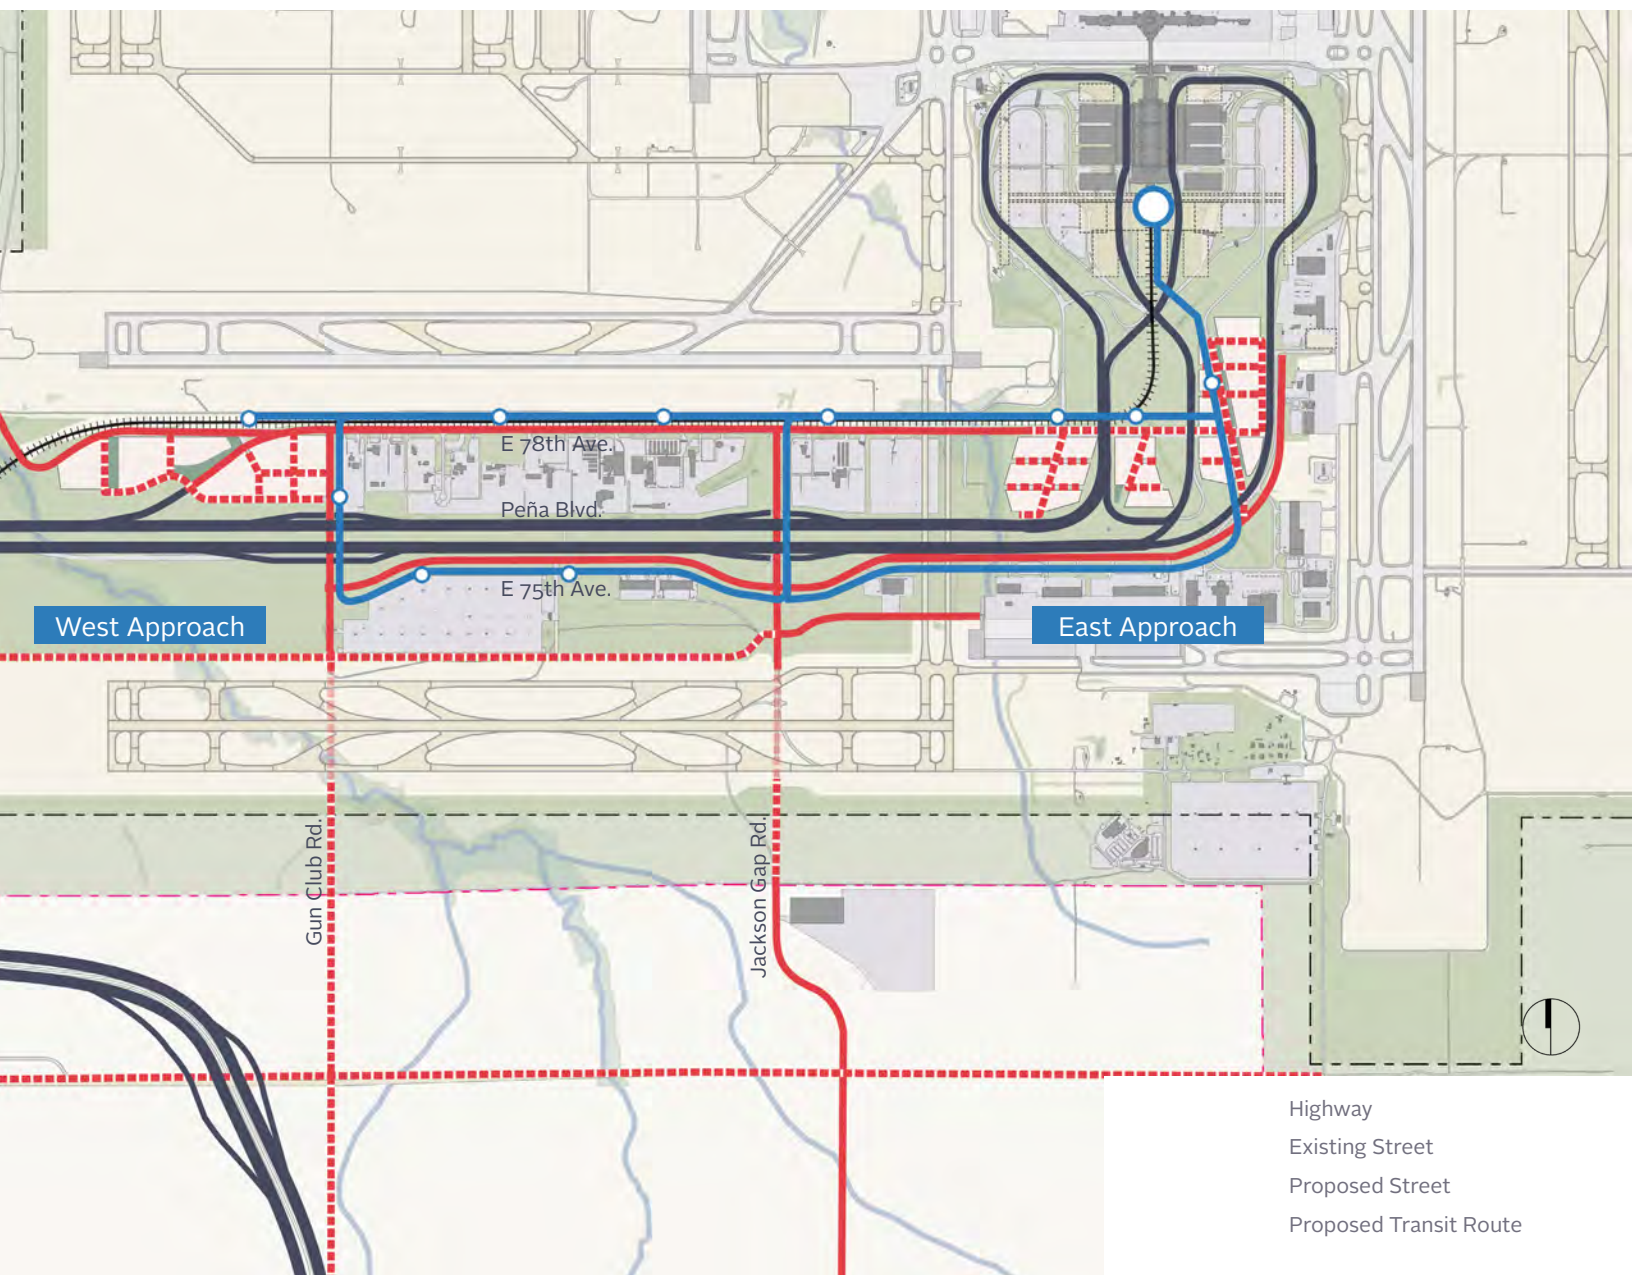 E 78th Ave.
Peña Blvd.
E 75th Ave.
West Approach
East Approach
Gun Club Rd.
Jackson Gap Rd.
Highway
Existing Street
Proposed Street
Proposed Transit Route